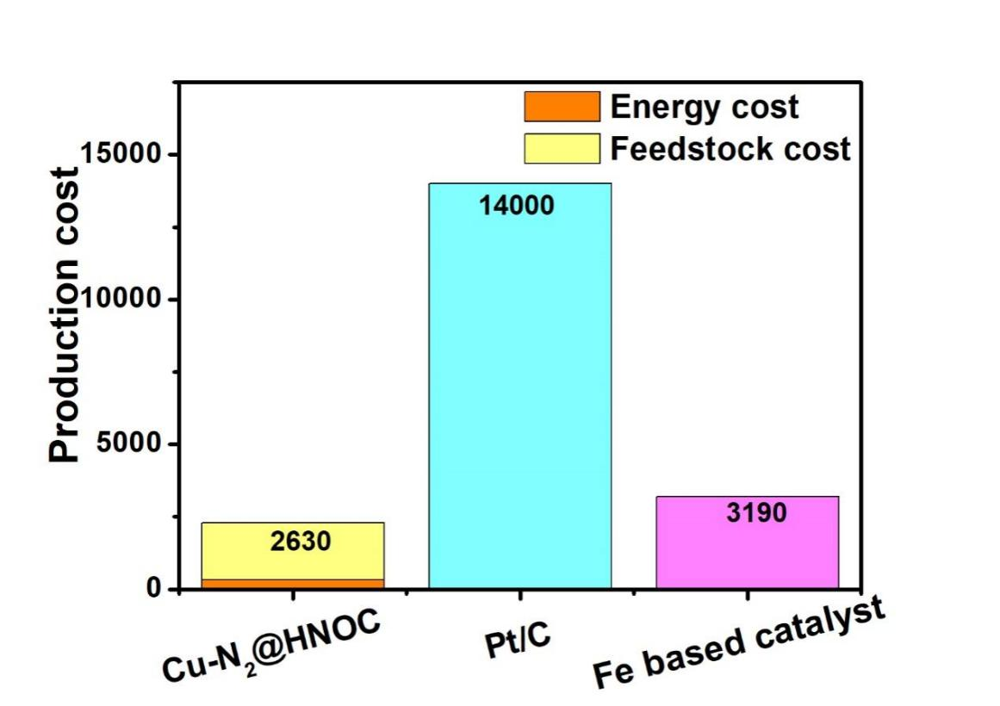 Energy cost
Feedstock cost
Production cost
15000
10000
5000
0
14000
2630
3190
Cu-N₂@HNOC
Pt/C
Fe based catalyst